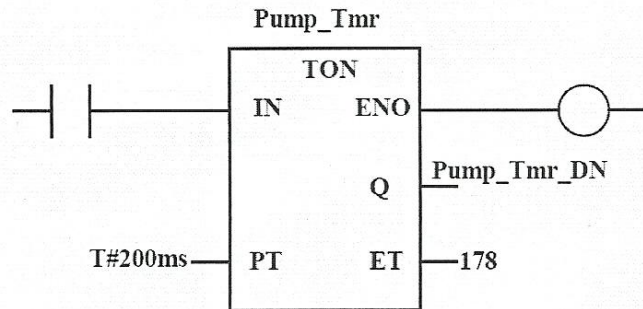 Pump_Tmr
TON
IN ENO
Q Pump_Tmr_DN
T#200ms PT ET 178